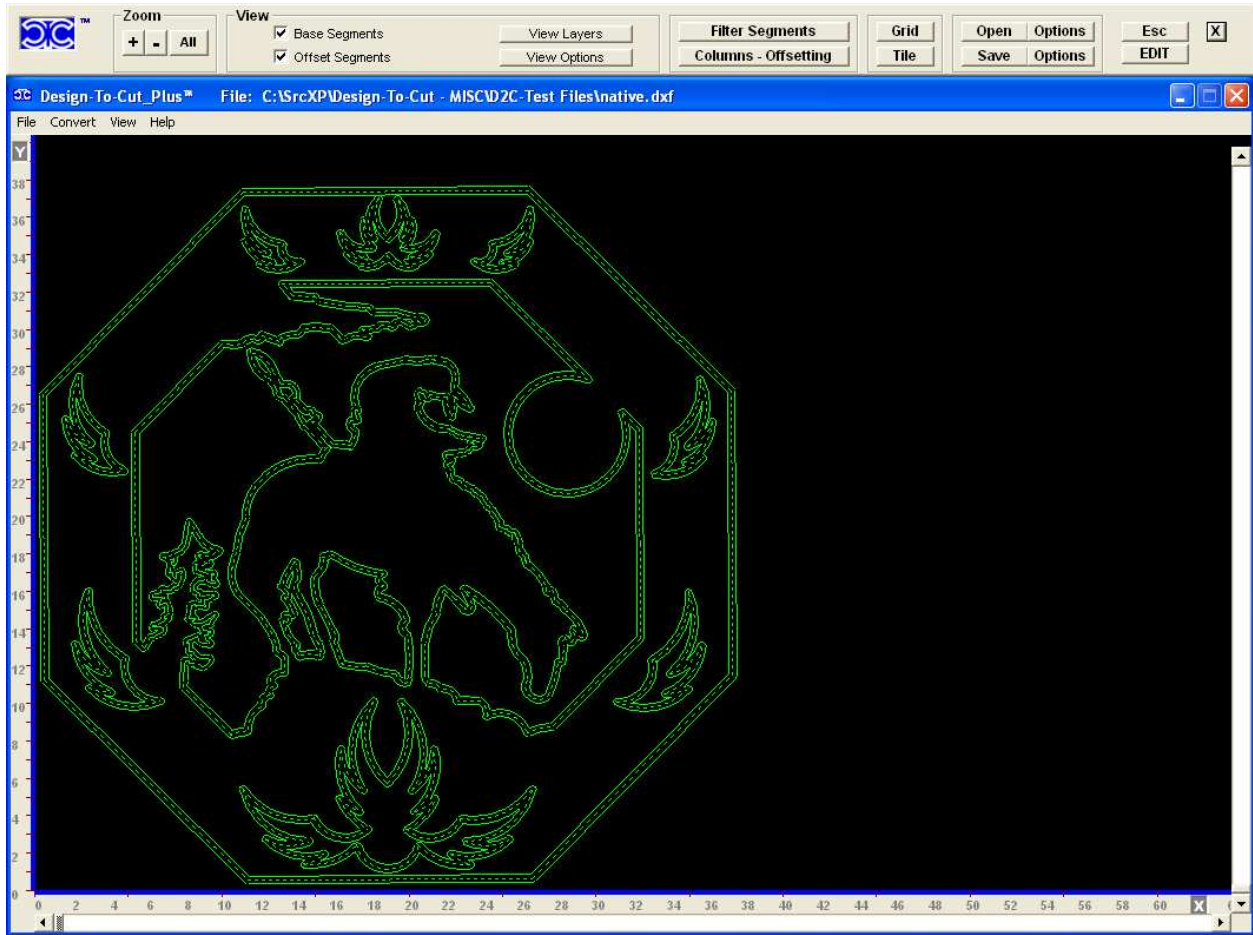 ƆC ™ Zoom View
+ - All Base Segments View Layers Filter Segments Grid Open Options Esc X
Offset Segments View Options Columns - Offsetting Tile Save Options EDIT
Design-To-Cut_Plus™ File: C:\SrcXP\Design-To-Cut - MISC\D2C-Test Files\native.dxf
File Convert View Help
Y
38
36
34
32
30
28
26
24
22
20
18
16
14
12
10
8
6
4
2
0
0 2 4 6 8 10 12 14 16 18 20 22 24 26 28 30 32 34 36 38 40 42 44 46 48 50 52 54 56 58 60 X